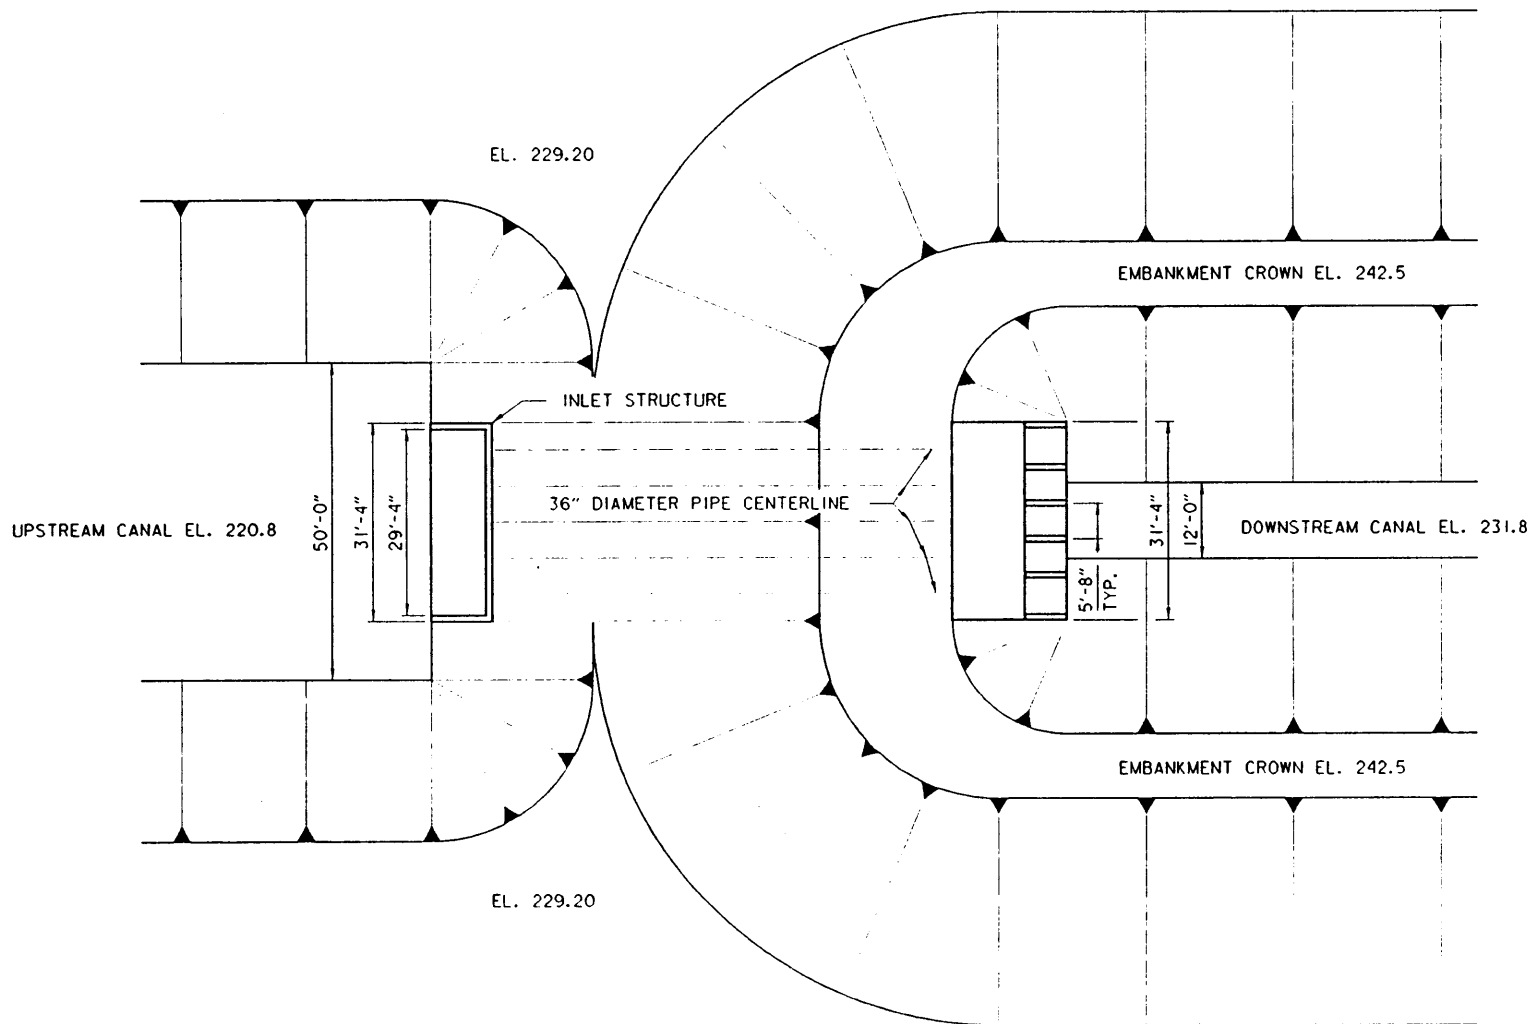 EL. 229.20
EMBANKMENT CROWN EL. 242.5
INLET STRUCTURE
36" DIAMETER PIPE CENTERLINE
UPSTREAM CANAL EL. 220.8
50'-0"
31'-4"
29'-4"
5'-8"
TYP.
31'-4"
12'-0"
DOWNSTREAM CANAL EL. 231.8
EMBANKMENT CROWN EL. 242.5
EL. 229.20